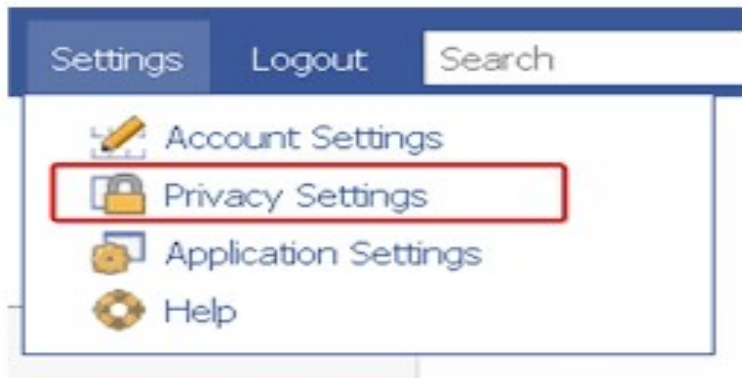 Settings Logout Search
Account Settings
Privacy Settings
Application Settings
Help